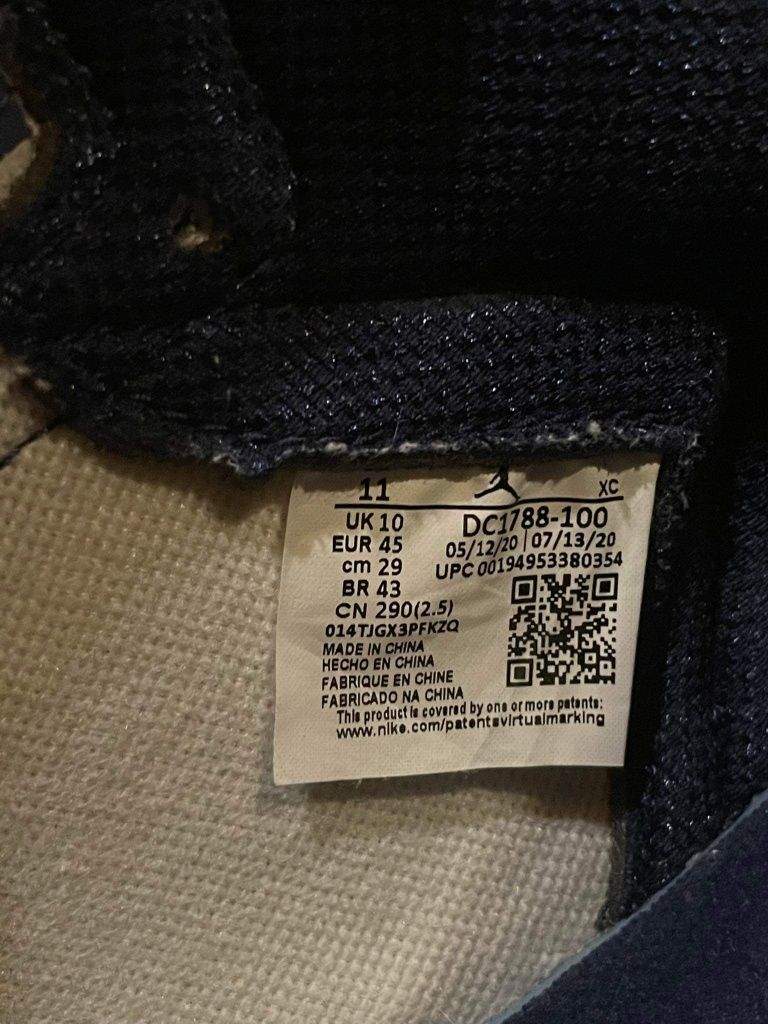 11 XC
UK 10
EUR 45
cm 29
BR 43
CN 290(2.5)
DC1788-100
05/12/20 | 07/13/20
UPC 00194953380354
014TJGX3PFKZQ
MADE IN CHINA
HECHO EN CHINA
FABRIQUE EN CHINE
FABRICADO NA CHINA
This product is covered by one or more patents:
www.nike.com/patentsvirtualmarking